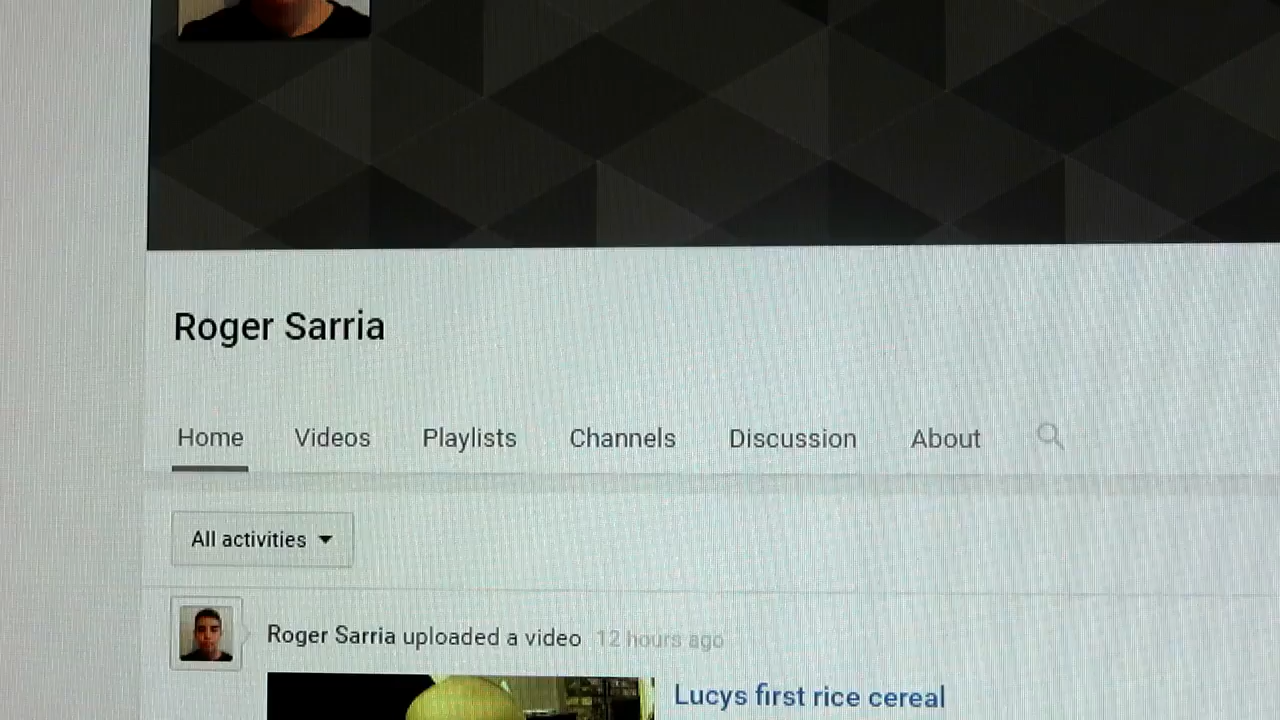 Roger Sarria
Home Videos Playlists Channels Discussion About
All activities
Roger Sarria uploaded a video 12 hours ago
Lucys first rice cereal